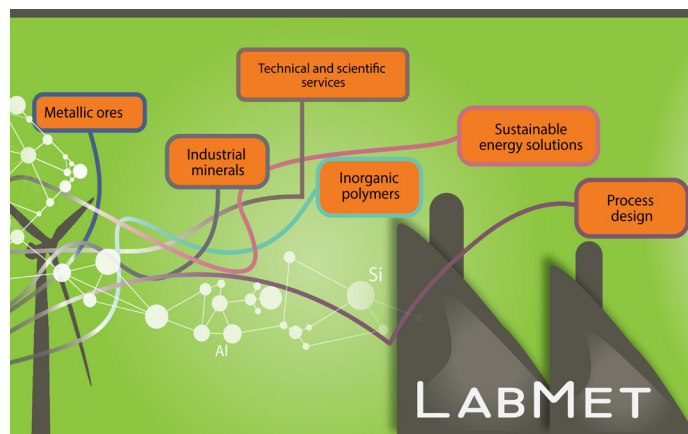 Technical and scientific
services
Metallic ores
Sustainable
energy solutions
Industrial
minerals
Inorganic
polymers
Process
design
Si
Al
LABMET